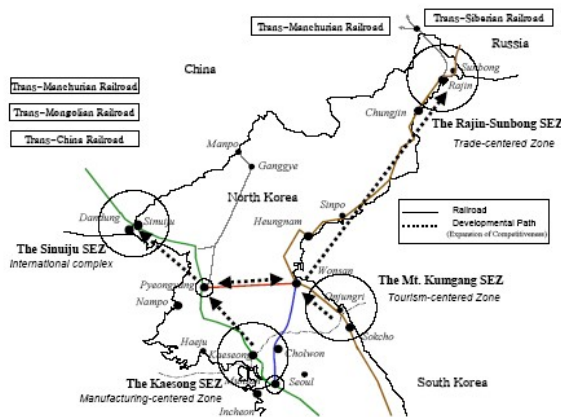 Trans-Manchurian Railroad
Trans-Siberian Railroad
Russia
China
Sunbong
Rajin
Trans-Manchurian Railroad
Trans-Mongolian Railroad
Trans-China Railroad
Chungjin
The Rajin-Sunbong SEZ
Trade-centered Zone
Manpo
Ganggye
North Korea
Sinpo
Dandung
Sinuiju
Heungnam
Railroad
Developmental Path
(Expansion of Competitiveness)
The Sinuiju SEZ
International complex
Pyeongyang
Wonsan
The Mt. Kumgang SEZ
Tourism-centered Zone
Onjungri
Nampo
Sokcho
Haeju
Kaeseong
Cholwon
The Kaesong SEZ
Manufacturing-centered Zone
Seoul
South Korea
Incheon